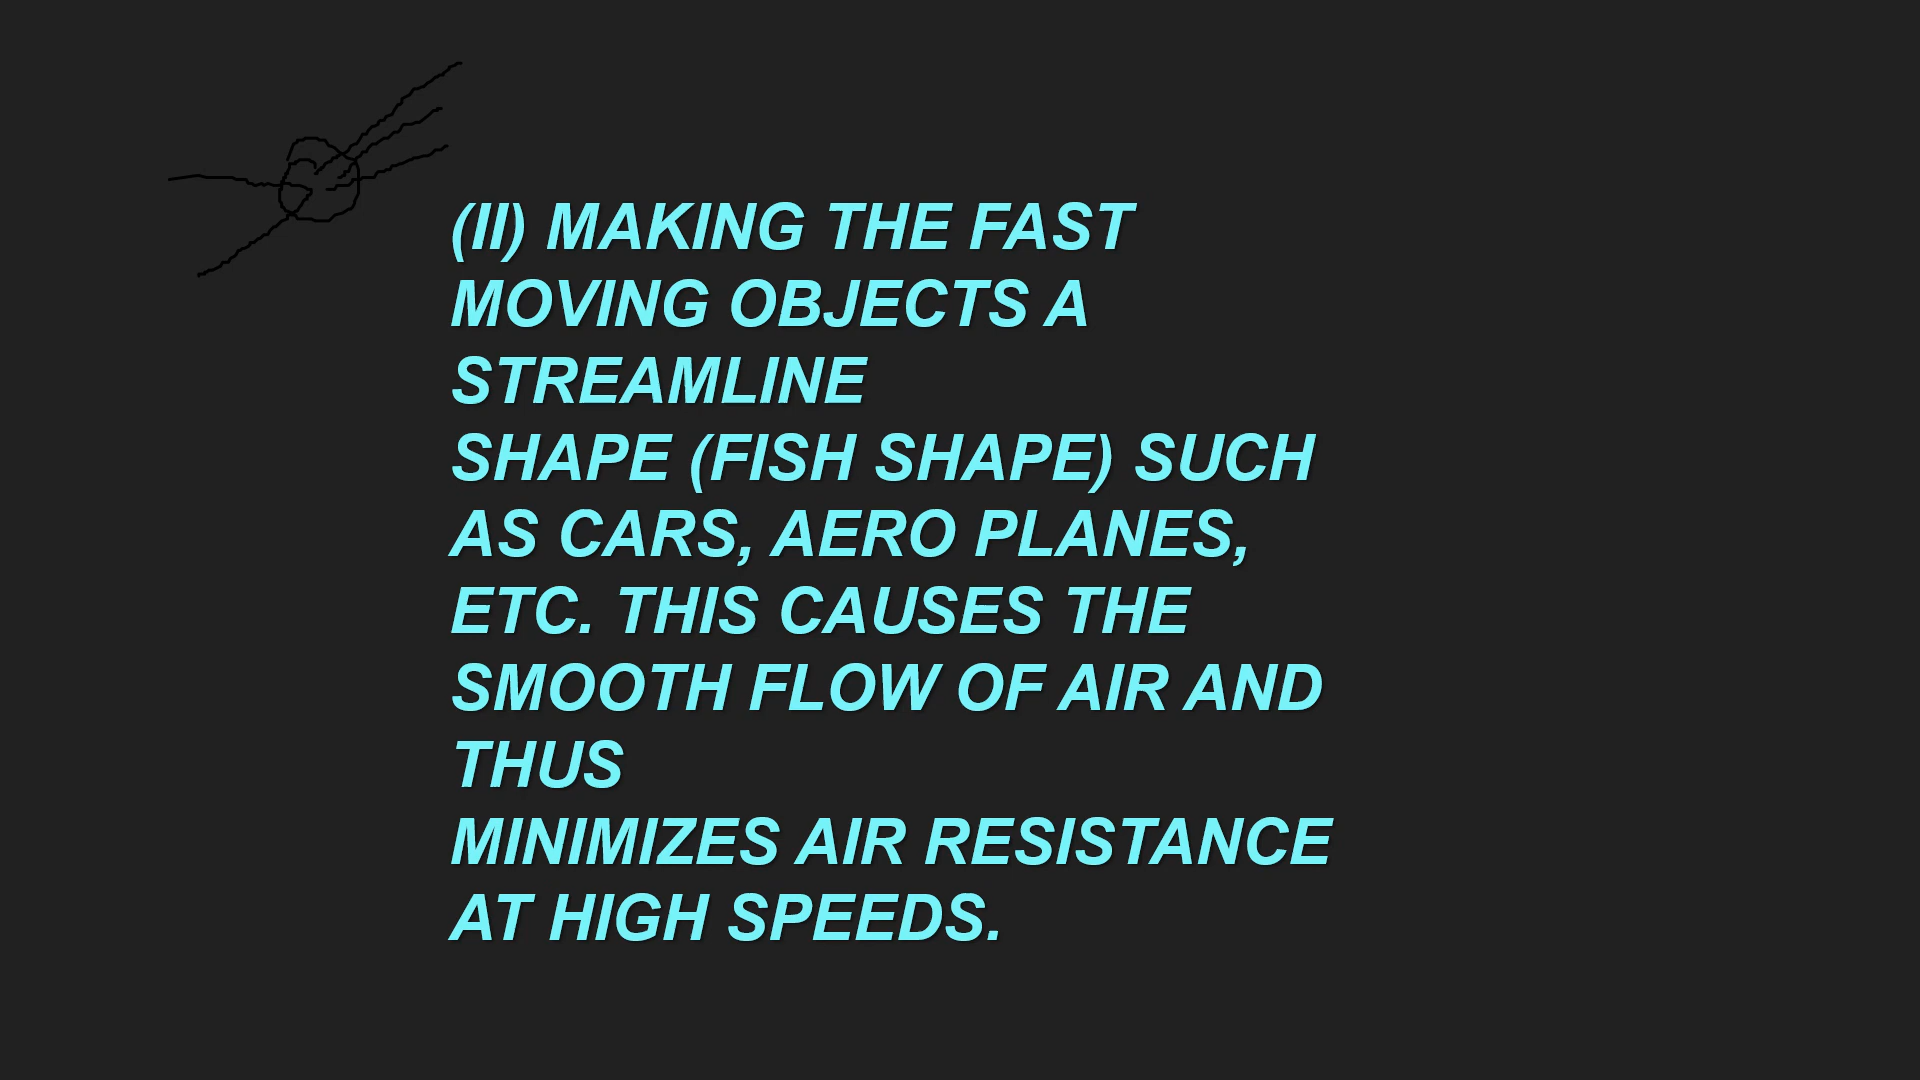 (II) MAKING THE FAST
MOVING OBJECTS A
STREAMLINE
SHAPE (FISH SHAPE) SUCH
AS CARS, AERO PLANES,
ETC. THIS CAUSES THE
SMOOTH FLOW OF AIR AND
THUS
MINIMIZES AIR RESISTANCE
AT HIGH SPEEDS.